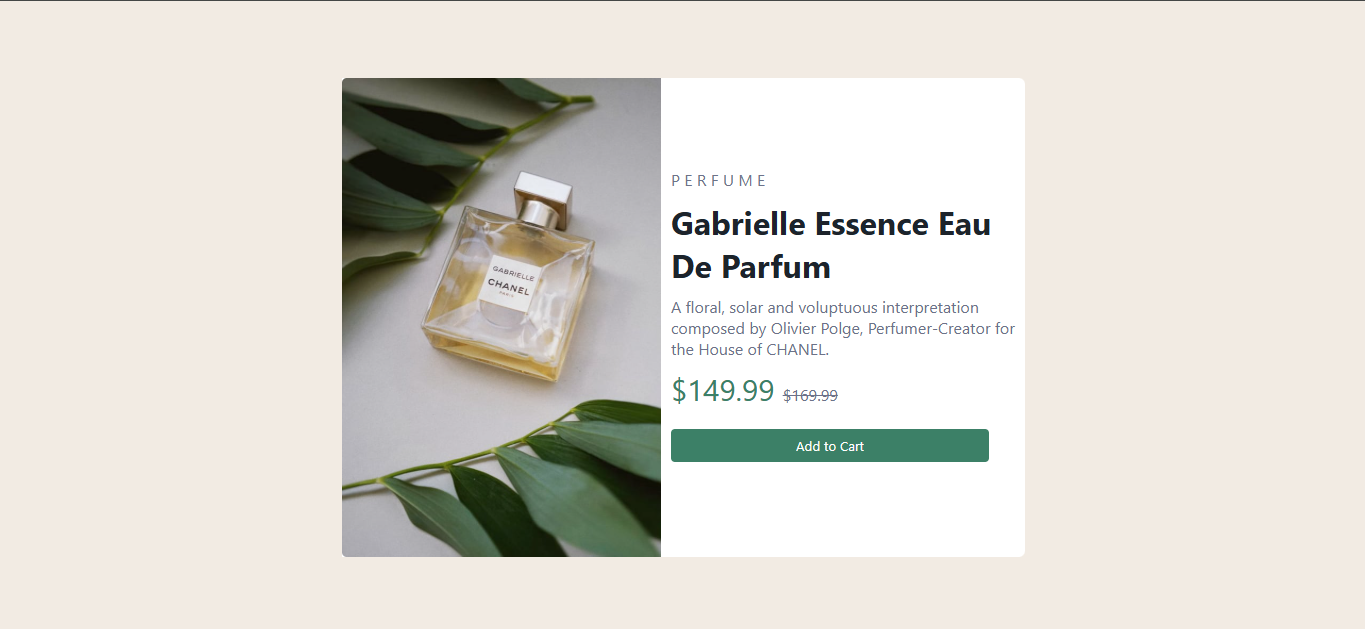 GABRIELLE
CHANEL
PARIS
PERFUME
Gabrielle Essence Eau
De Parfum
A floral, solar and voluptuous interpretation
composed by Olivier Polge, Perfumer-Creator for
the House of CHANEL.
$149.99 $169.99
Add to Cart